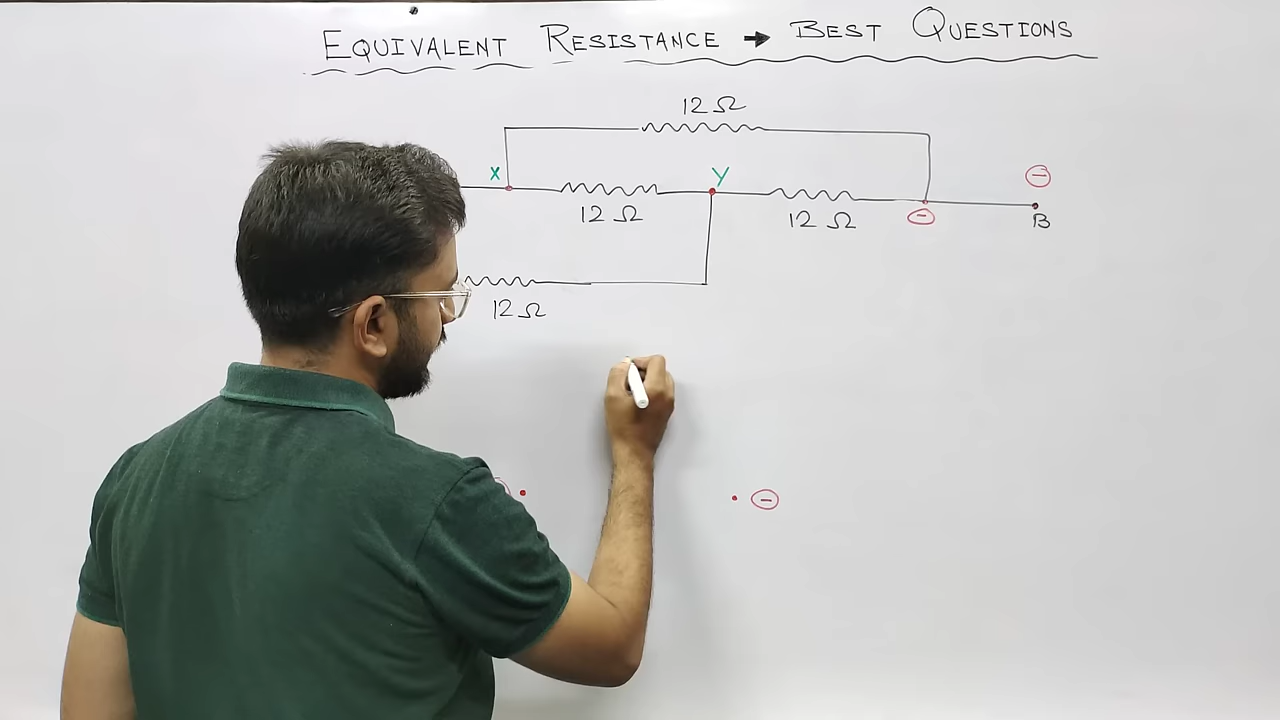 EQUIVALENT RESISTANCE → BEST QUESTIONS
12 Ω
X
Y
12 Ω
12 Ω
B
12 Ω